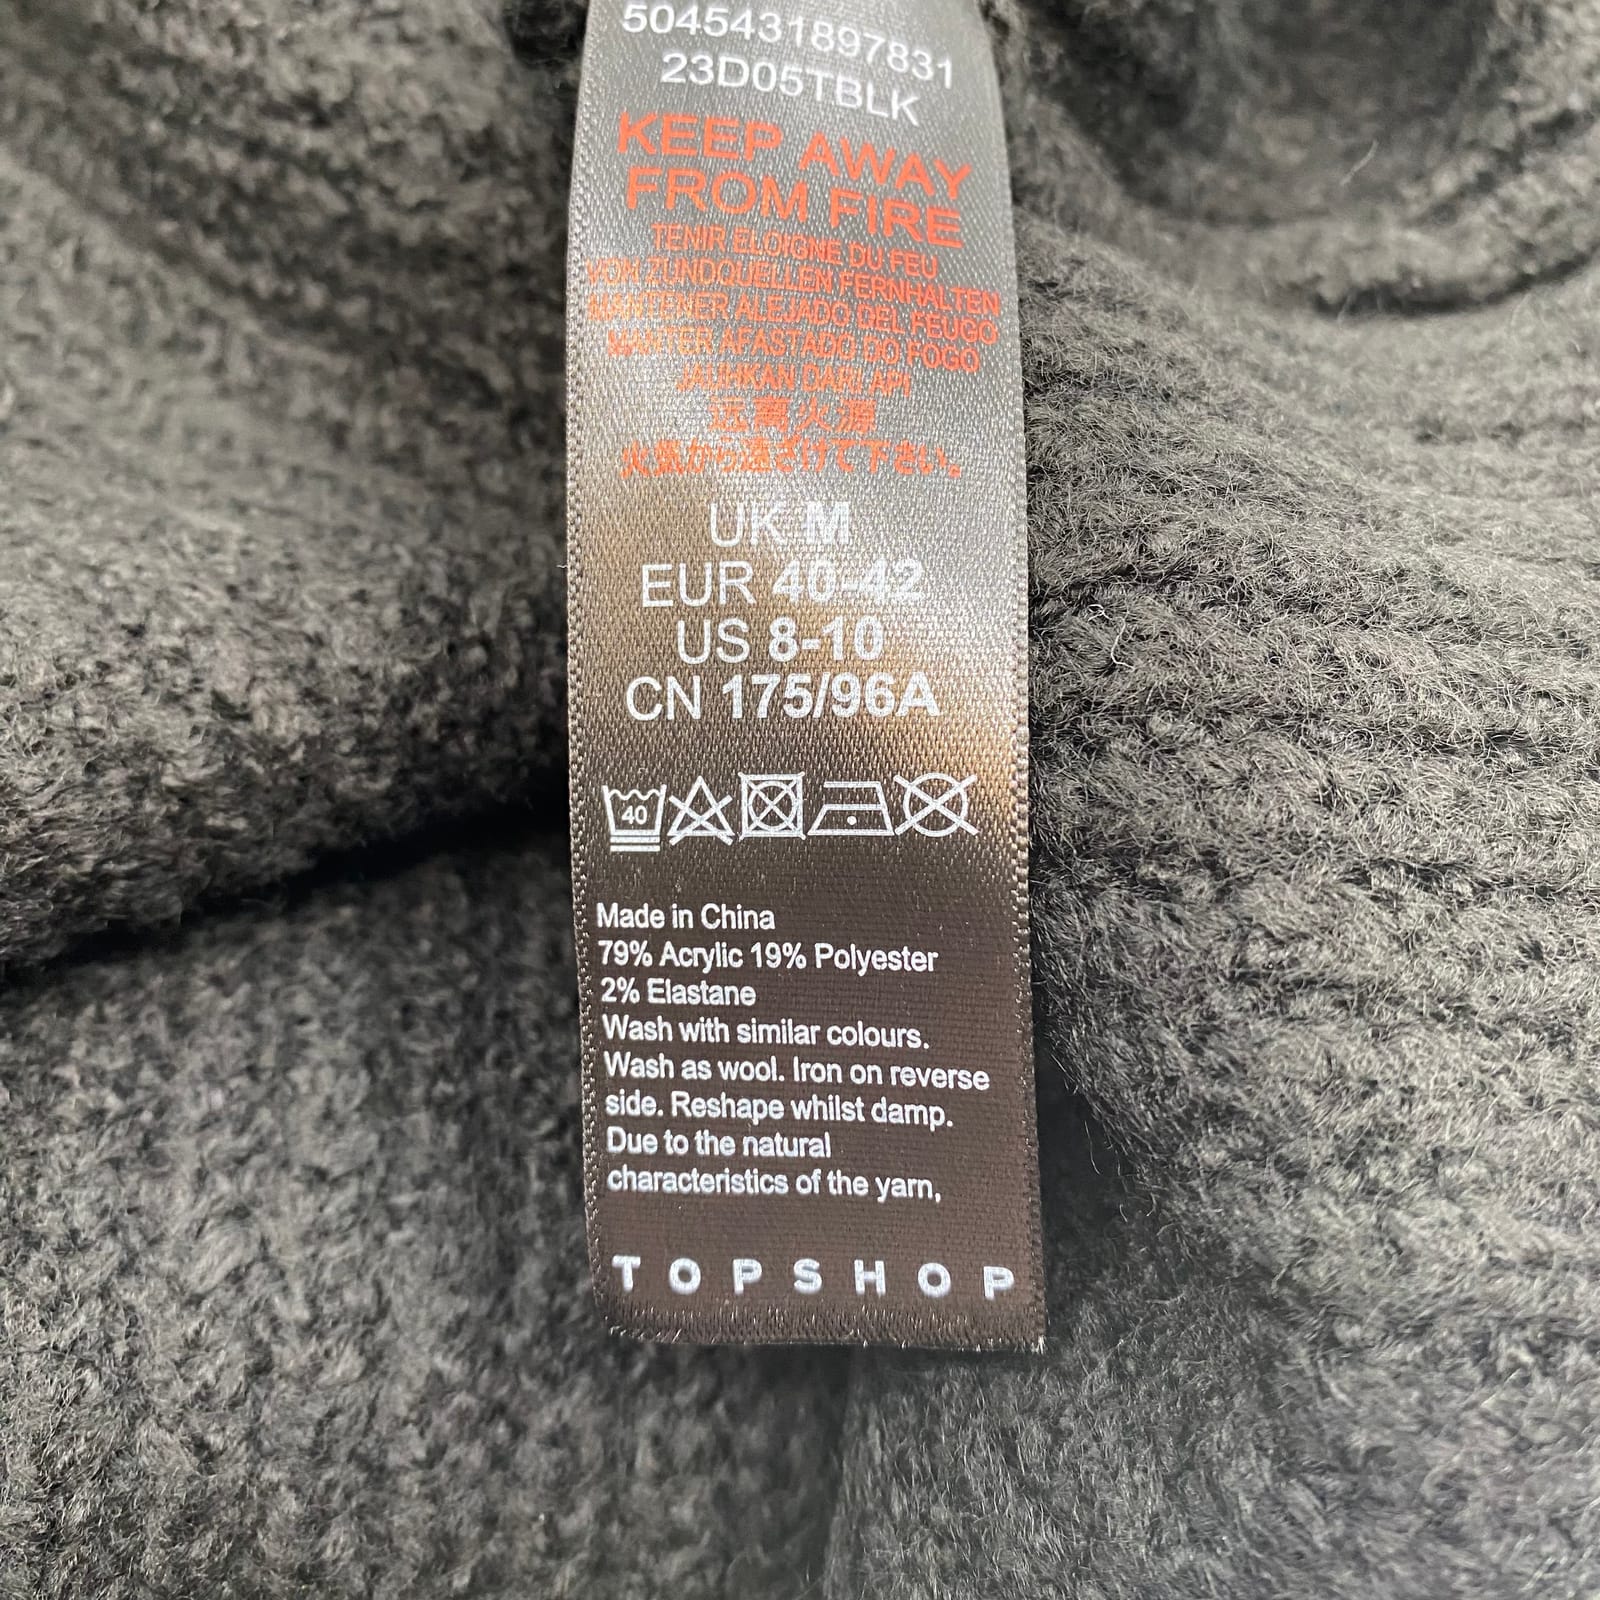 5045431897831
23D05TBLK
KEEP AWAY
FROM FIRE
TENIR ELOIGNE DU FEU
VON ZUNDQUELLEN FERNHALTEN
MANTENER ALEJADO DEL FEUGO
MANTER AFASTADO DO FOGO
JAUHKAN DARI API
远离火源
火気から遠ざけて下さい。
UK M
EUR 40-42
US 8-10
CN 175/96A
40
Made in China
79% Acrylic 19% Polyester
2% Elastane
Wash with similar colours.
Wash as wool. Iron on reverse
side. Reshape whilst damp.
Due to the natural
characteristics of the yarn,
TOPSHOP